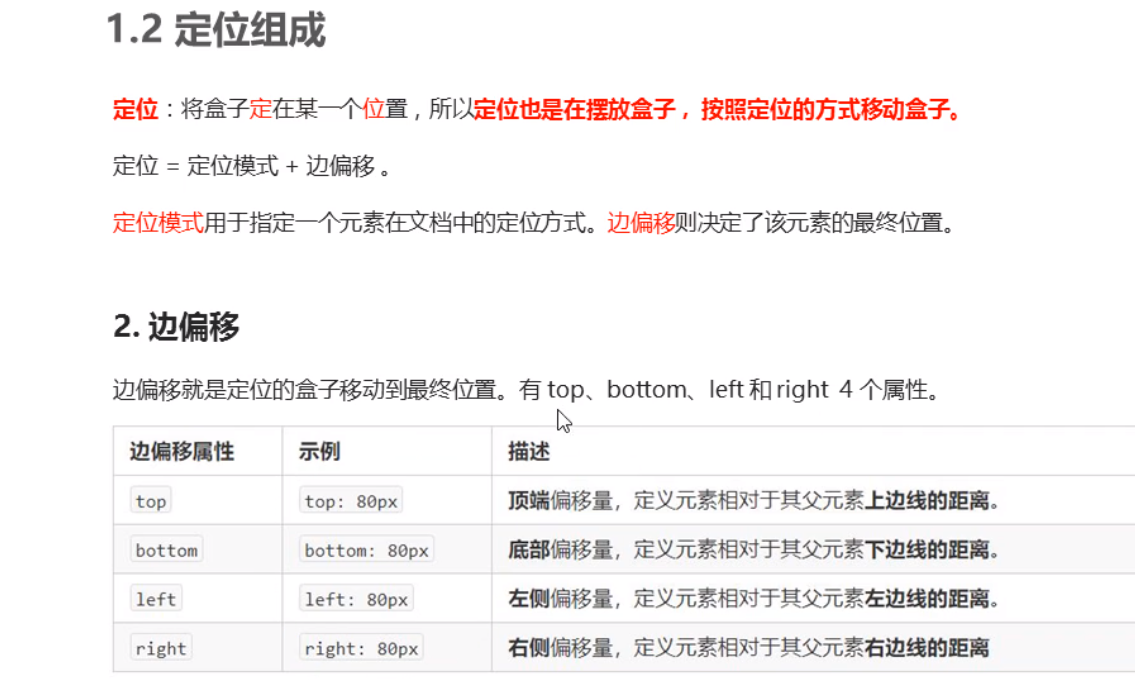 1.2 定位组成
定位：将盒子定在某一个位置，所以定位也是在摆放盒子，按照定位的方式移动盒子。
定位 = 定位模式 + 边偏移 。
定位模式用于指定一个元素在文档中的定位方式。边偏移则决定了该元素的最终位置。
2. 边偏移
边偏移就是定位的盒子移动到最终位置。有 top、bottom、left 和 right 4 个属性。
边偏移属性 示例 描述
top top: 80px 顶端偏移量，定义元素相对于其父元素上边线的距离。
bottom bottom: 80px 底部偏移量，定义元素相对于其父元素下边线的距离。
left left: 80px 左侧偏移量，定义元素相对于其父元素左边线的距离。
right right: 80px 右侧偏移量，定义元素相对于其父元素右边线的距离